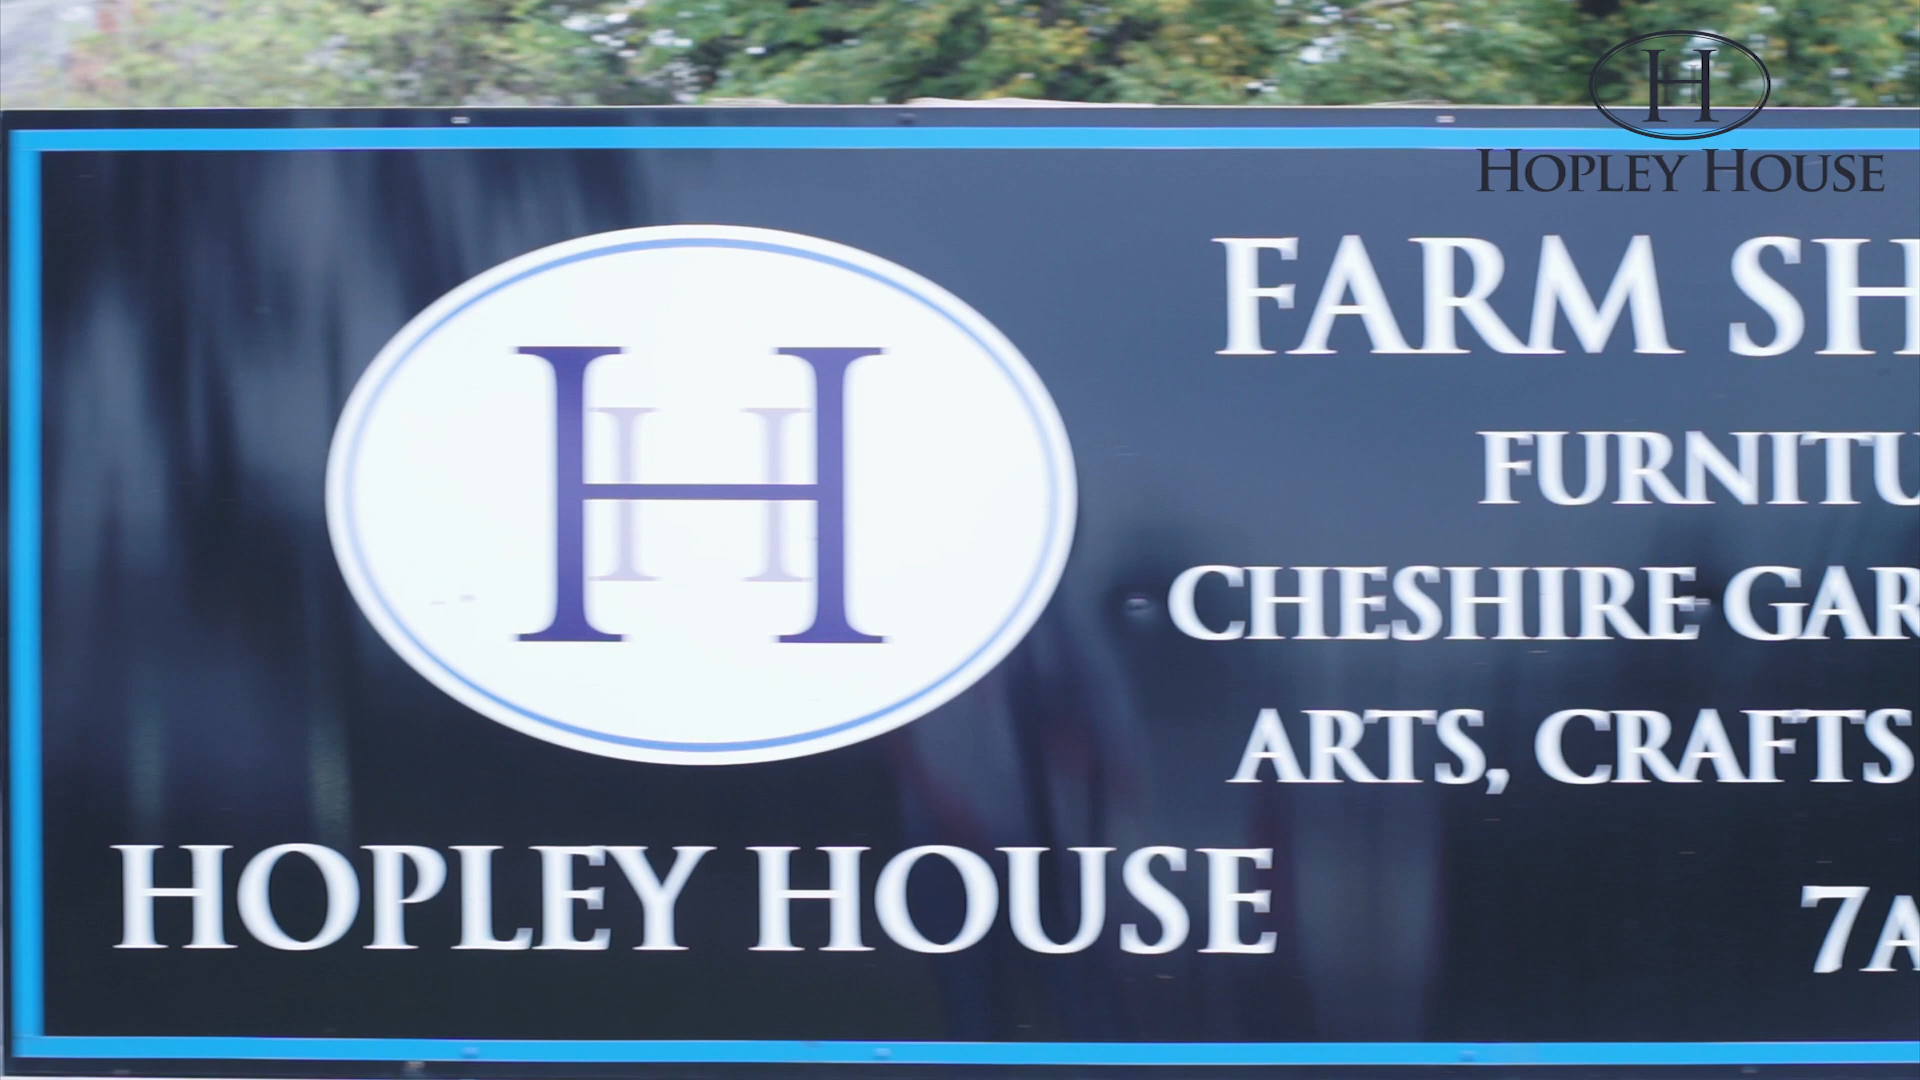 H
HOPLEY HOUSE
FARM SH
FURNITU
CHESHIRE GAR
ARTS, CRAFTS
7A
H
H
HOPLEY HOUSE